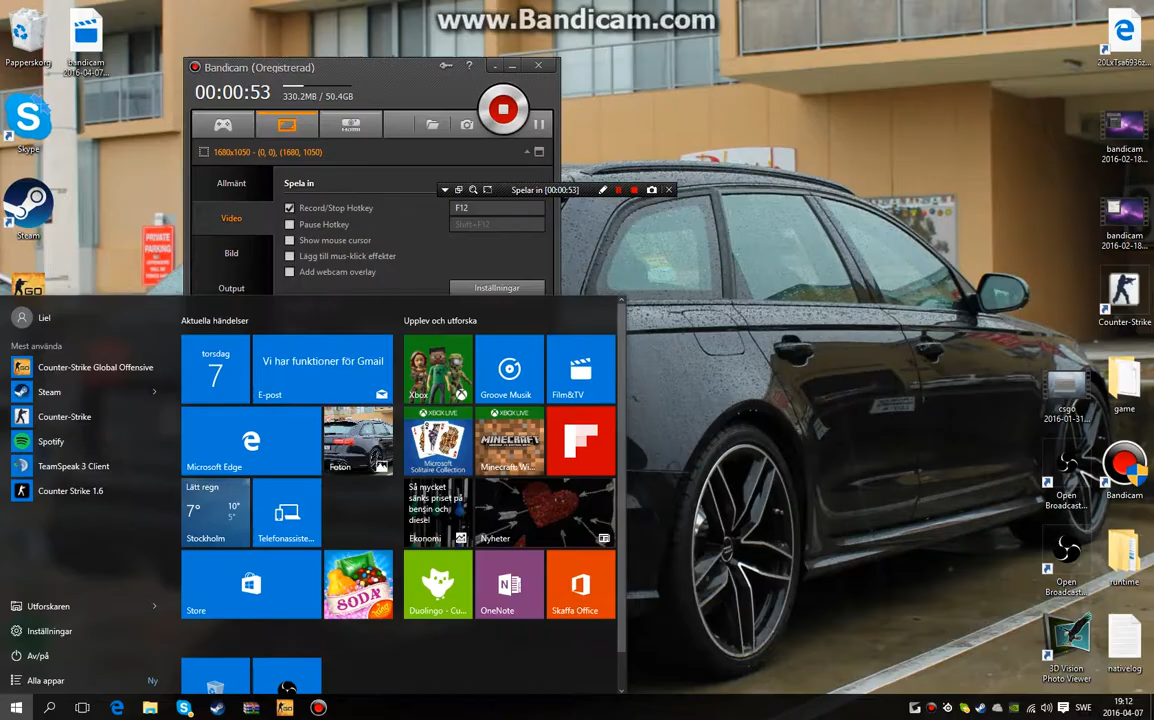 www.Bandicam.com
Papperskorg
bandicam
2016-04-07...
Skype
Steam
Bandicam (Oregistrerad)
00:00:53
330.2MB / 50.4GB
HDMI
1680x1050 - (0, 0), (1680, 1050)
Allmänt
Video
Bild
Output
Spela in
Record/Stop Hotkey
F12
Pause Hotkey
Shift+F12
Show mouse cursor
Lägg till mus-klick effekter
Add webcam overlay
Inställningar
Spelar in [00:00:53]
PRIVATE
PARKING
20LxTsa6936z...
bandicam
2016-02-18...
bandicam
2016-02-18...
Counter-Strike
csgo
2016-01-31...
game
Open
Broadcast...
Bandicam
Open
Broadcast...
runtime
3D Vision
Photo Viewer
nativelog
Liel
Mest använda
Counter-Strike Global Offensive
Steam
Counter-Strike
Spotify
TeamSpeak 3 Client
Counter Strike 1.6
Utforskaren
Inställningar
Av/på
Alla appar
Ny
Aktuella händelser
torsdag
7
Vi har funktioner för Gmail
E-post
Microsoft Edge
Foton
Lätt regn
7°
10°
5°
Stockholm
Telefonassiste...
Store
SODA
Upplev och utforska
Xbox
Groove Musik
Film&TV
XBOX LIVE
Microsoft
Solitaire Collection
XBOX LIVE
MINECRAFT
Minecraft: Wi...
Så mycket
sänks priset på
bensin och
diesel
Ekonomi
Nyheter
Duolingo - Cu...
OneNote
Skaffa Office
SWE
19:12
2016-04-07